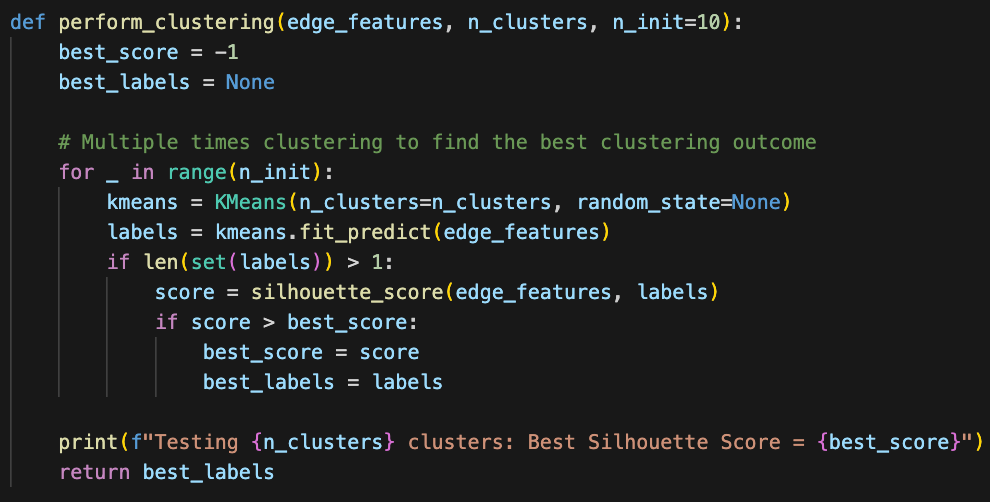 def perform_clustering(edge_features, n_clusters, n_init=10):
    best_score = -1
    best_labels = None

    # Multiple times clustering to find the best clustering outcome
    for _ in range(n_init):
        kmeans = KMeans(n_clusters=n_clusters, random_state=None)
        labels = kmeans.fit_predict(edge_features)
        if len(set(labels)) > 1:
            score = silhouette_score(edge_features, labels)
            if score > best_score:
                best_score = score
                best_labels = labels

    print(f"Testing {n_clusters} clusters: Best Silhouette Score = {best_score}")
    return best_labels